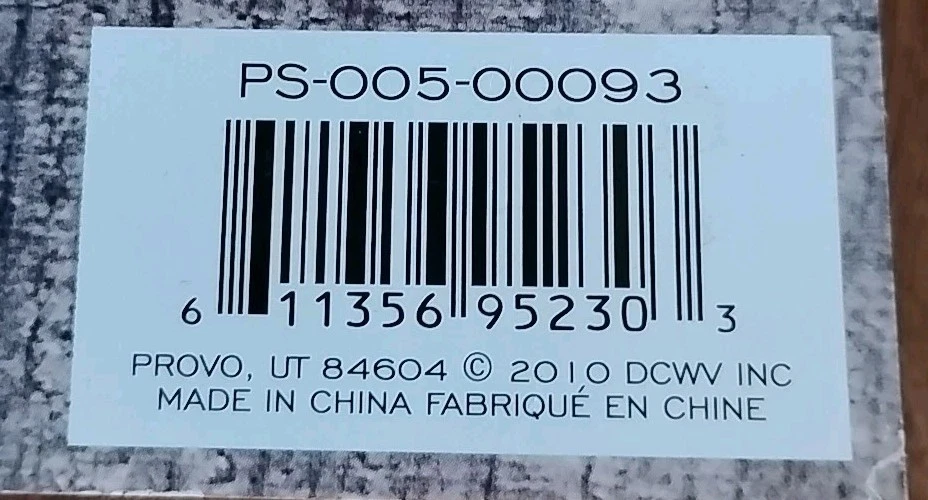 PS-005-00093
6 11356 95230 3
PROVO, UT 84604 © 2010 DCWV INC
MADE IN CHINA FABRIQUÉ EN CHINE